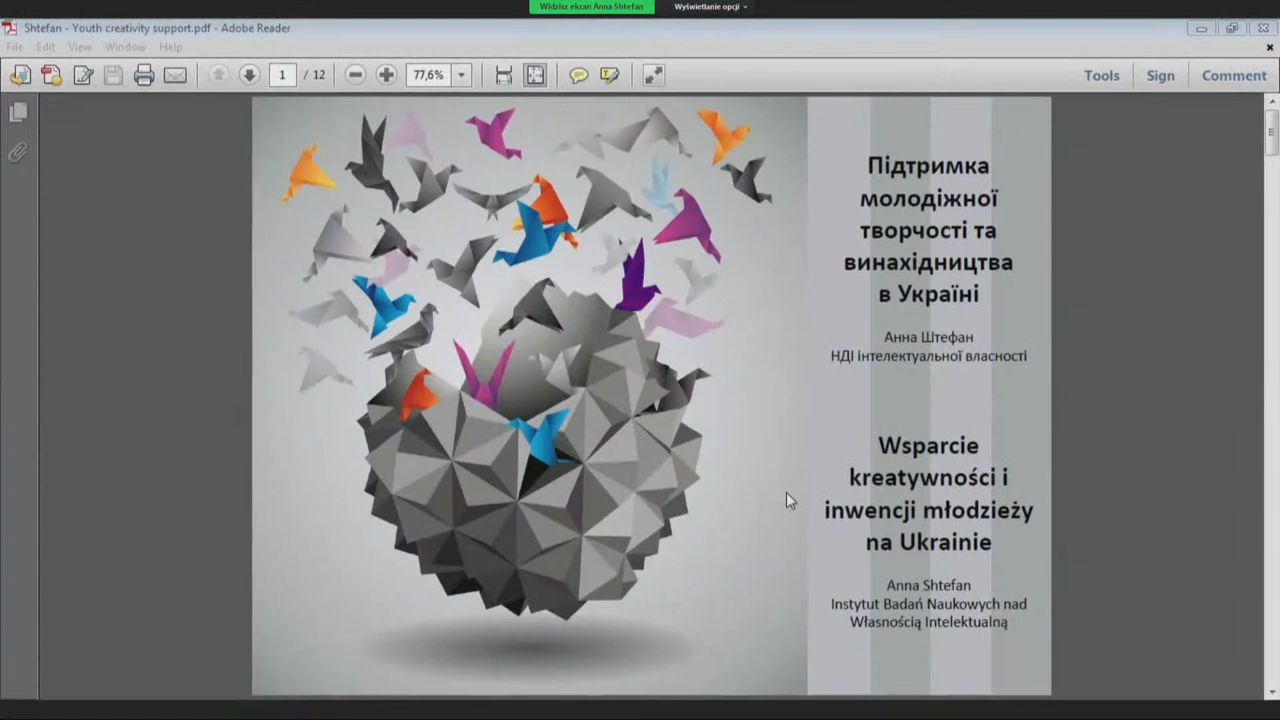 Widzisz ekran Anna Shtefan
Wyświetlanie opcji
Shtefan - Youth creativity support.pdf - Adobe Reader
File Edit View Window Help
1 / 12
77,6%
Tools Sign Comment
Підтримка
молодіжної
творчості та
винахідництва
в Україні
Анна Штефан
НДІ інтелектуальної власності
Wsparcie
kreatywności i
inwencji młodzieży
na Ukrainie
Anna Shtefan
Instytut Badań Naukowych nad
Własnością Intelektualną